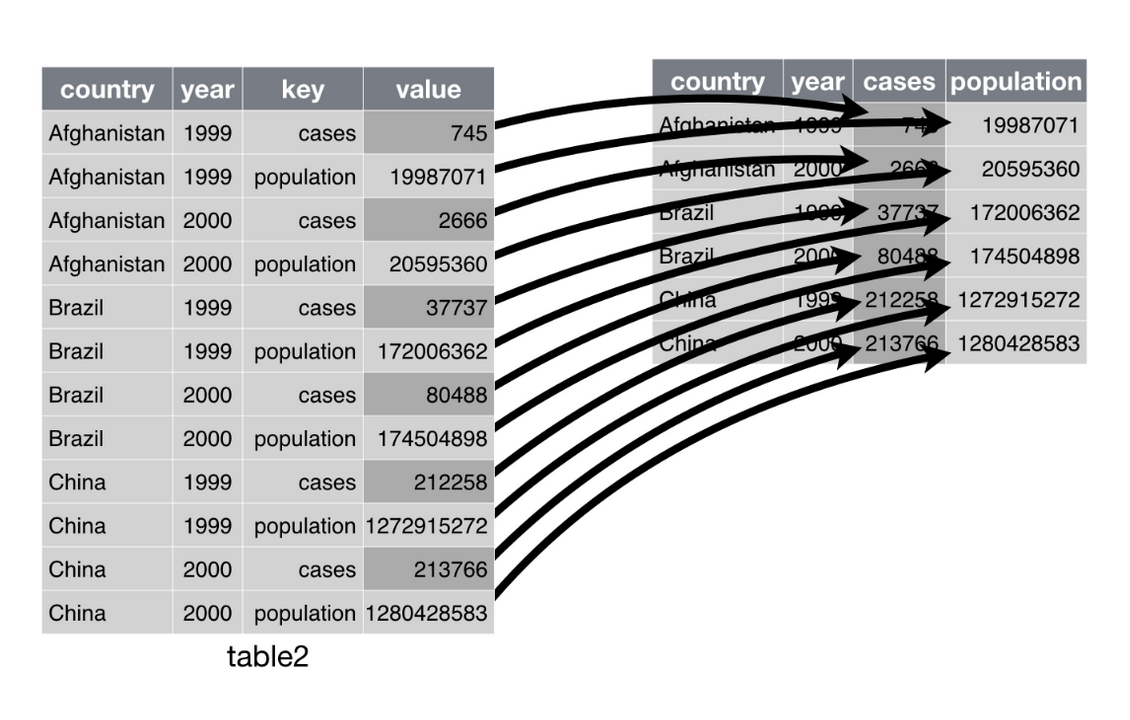 country year key value
Afghanistan 1999 cases 745
Afghanistan 1999 population 19987071
Afghanistan 2000 cases 2666
Afghanistan 2000 population 20595360
Brazil 1999 cases 37737
Brazil 1999 population 172006362
Brazil 2000 cases 80488
Brazil 2000 population 174504898
China 1999 cases 212258
China 1999 population 1272915272
China 2000 cases 213766
China 2000 population 1280428583
table2
country year cases population
Afghanistan 1999 745 19987071
Afghanistan 2000 2666 20595360
Brazil 1999 37737 172006362
Brazil 2000 80488 174504898
China 1999 212258 1272915272
China 2000 213766 1280428583